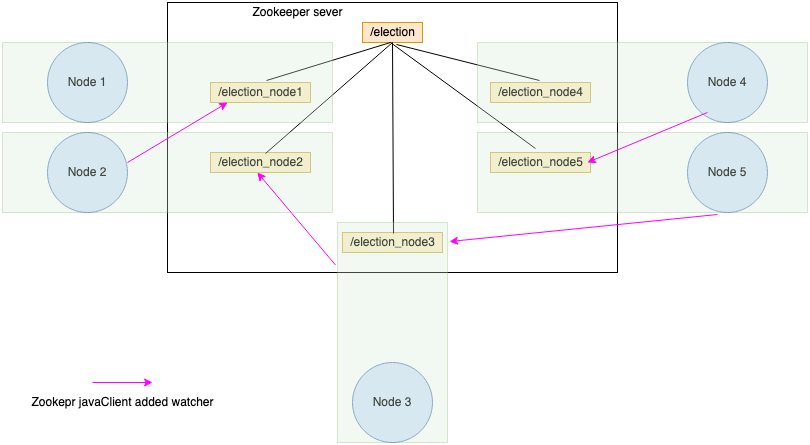 Zookeeper sever
/election
Node 1
/election_node1
/election_node4
Node 4
Node 2
/election_node2
/election_node5
Node 5
/election_node3
Zookepr javaClient added watcher
Node 3